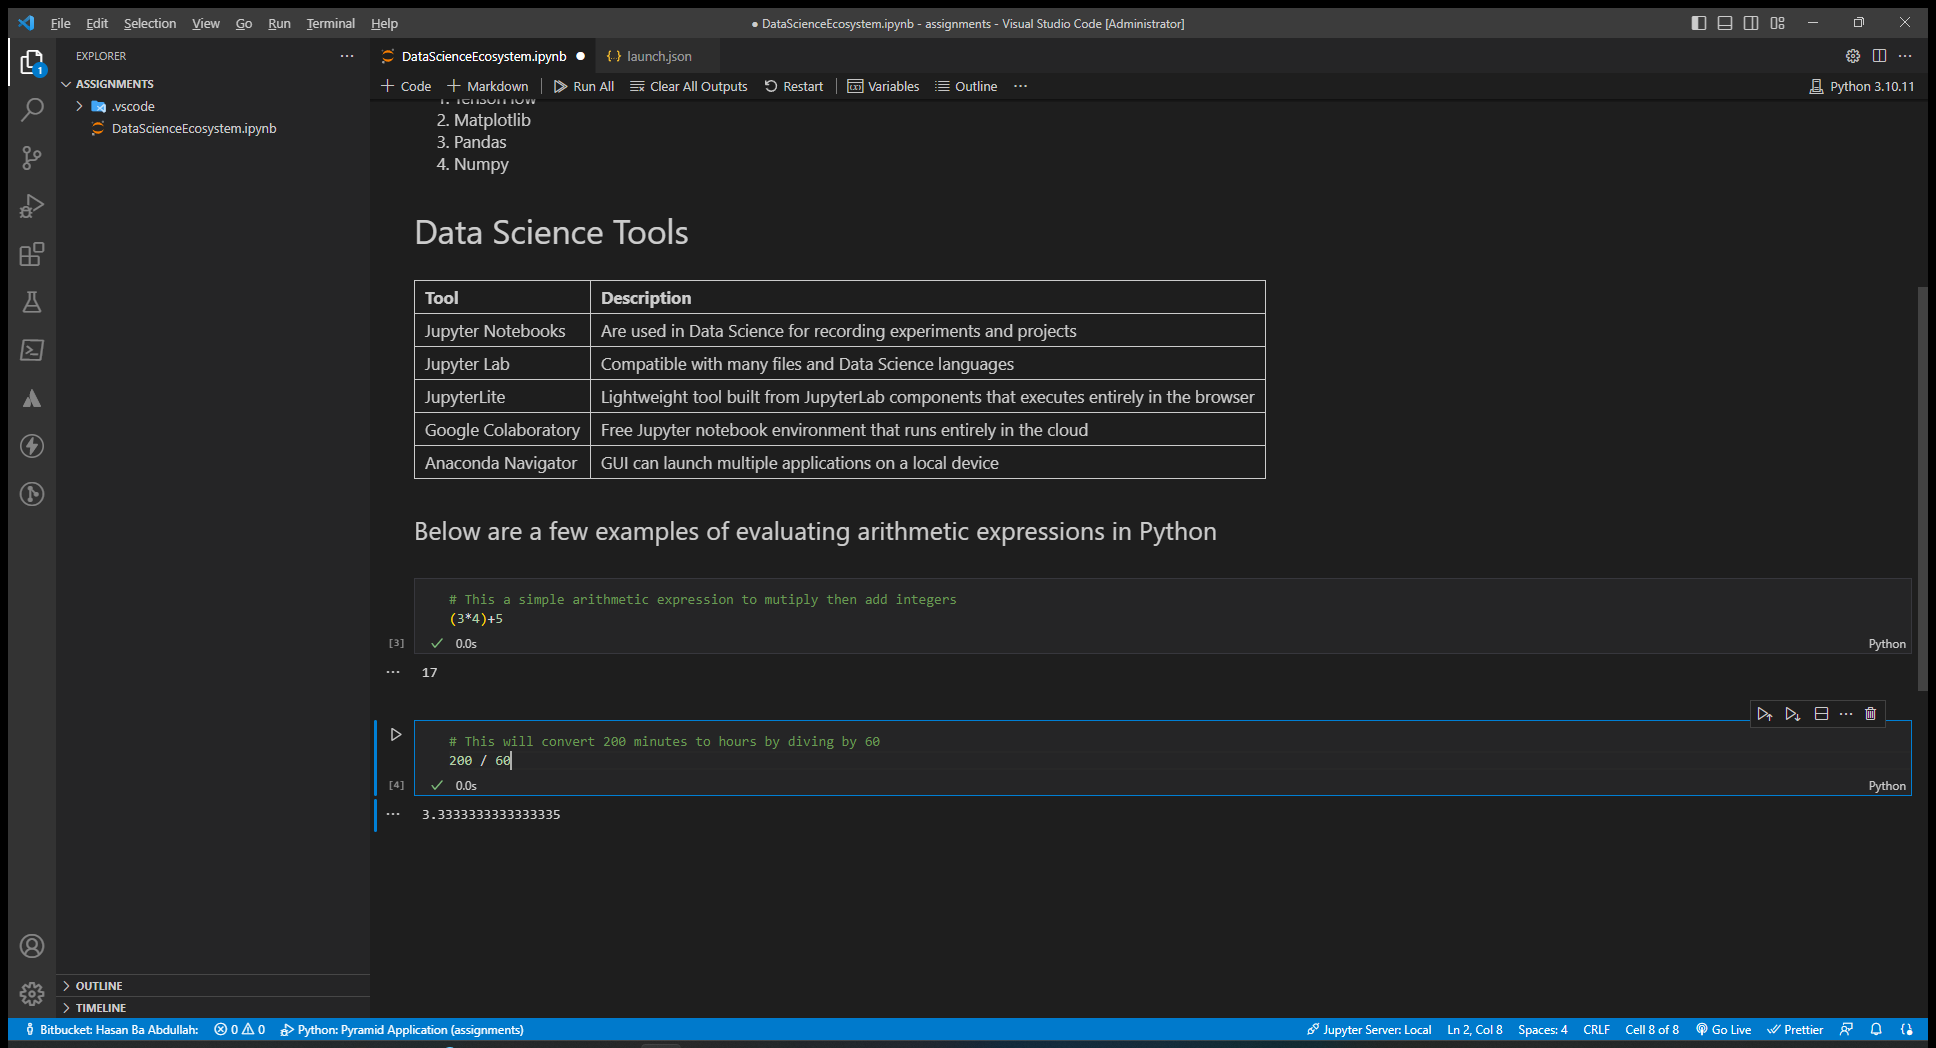 File Edit Selection View Go Run Terminal Help
● DataScienceEcosystem.ipynb - assignments - Visual Studio Code [Administrator]
EXPLORER
DataScienceEcosystem.ipynb
launch.json
ASSIGNMENTS
.vscode
DataScienceEcosystem.ipynb
1
Code Markdown Run All Clear All Outputs Restart Variables Outline
Python 3.10.11
1. TensorFlow
2. Matplotlib
3. Pandas
4. Numpy
Data Science Tools
Tool Description
Jupyter Notebooks Are used in Data Science for recording experiments and projects
Jupyter Lab Compatible with many files and Data Science languages
JupyterLite Lightweight tool built from JupyterLab components that executes entirely in the browser
Google Colaboratory Free Jupyter notebook environment that runs entirely in the cloud
Anaconda Navigator GUI can launch multiple applications on a local device
Below are a few examples of evaluating arithmetic expressions in Python
# This a simple arithmetic expression to mutiply then add integers
(3*4)+5
[3] 0.0s Python
17
# This will convert 200 minutes to hours by diving by 60
200 / 60
[4] 0.0s Python
3.3333333333333335
OUTLINE
TIMELINE
Bitbucket: Hasan Ba Abdullah: 0 0 Python: Pyramid Application (assignments) Jupyter Server: Local Ln 2, Col 8 Spaces: 4 CRLF Cell 8 of 8 Go Live Prettier